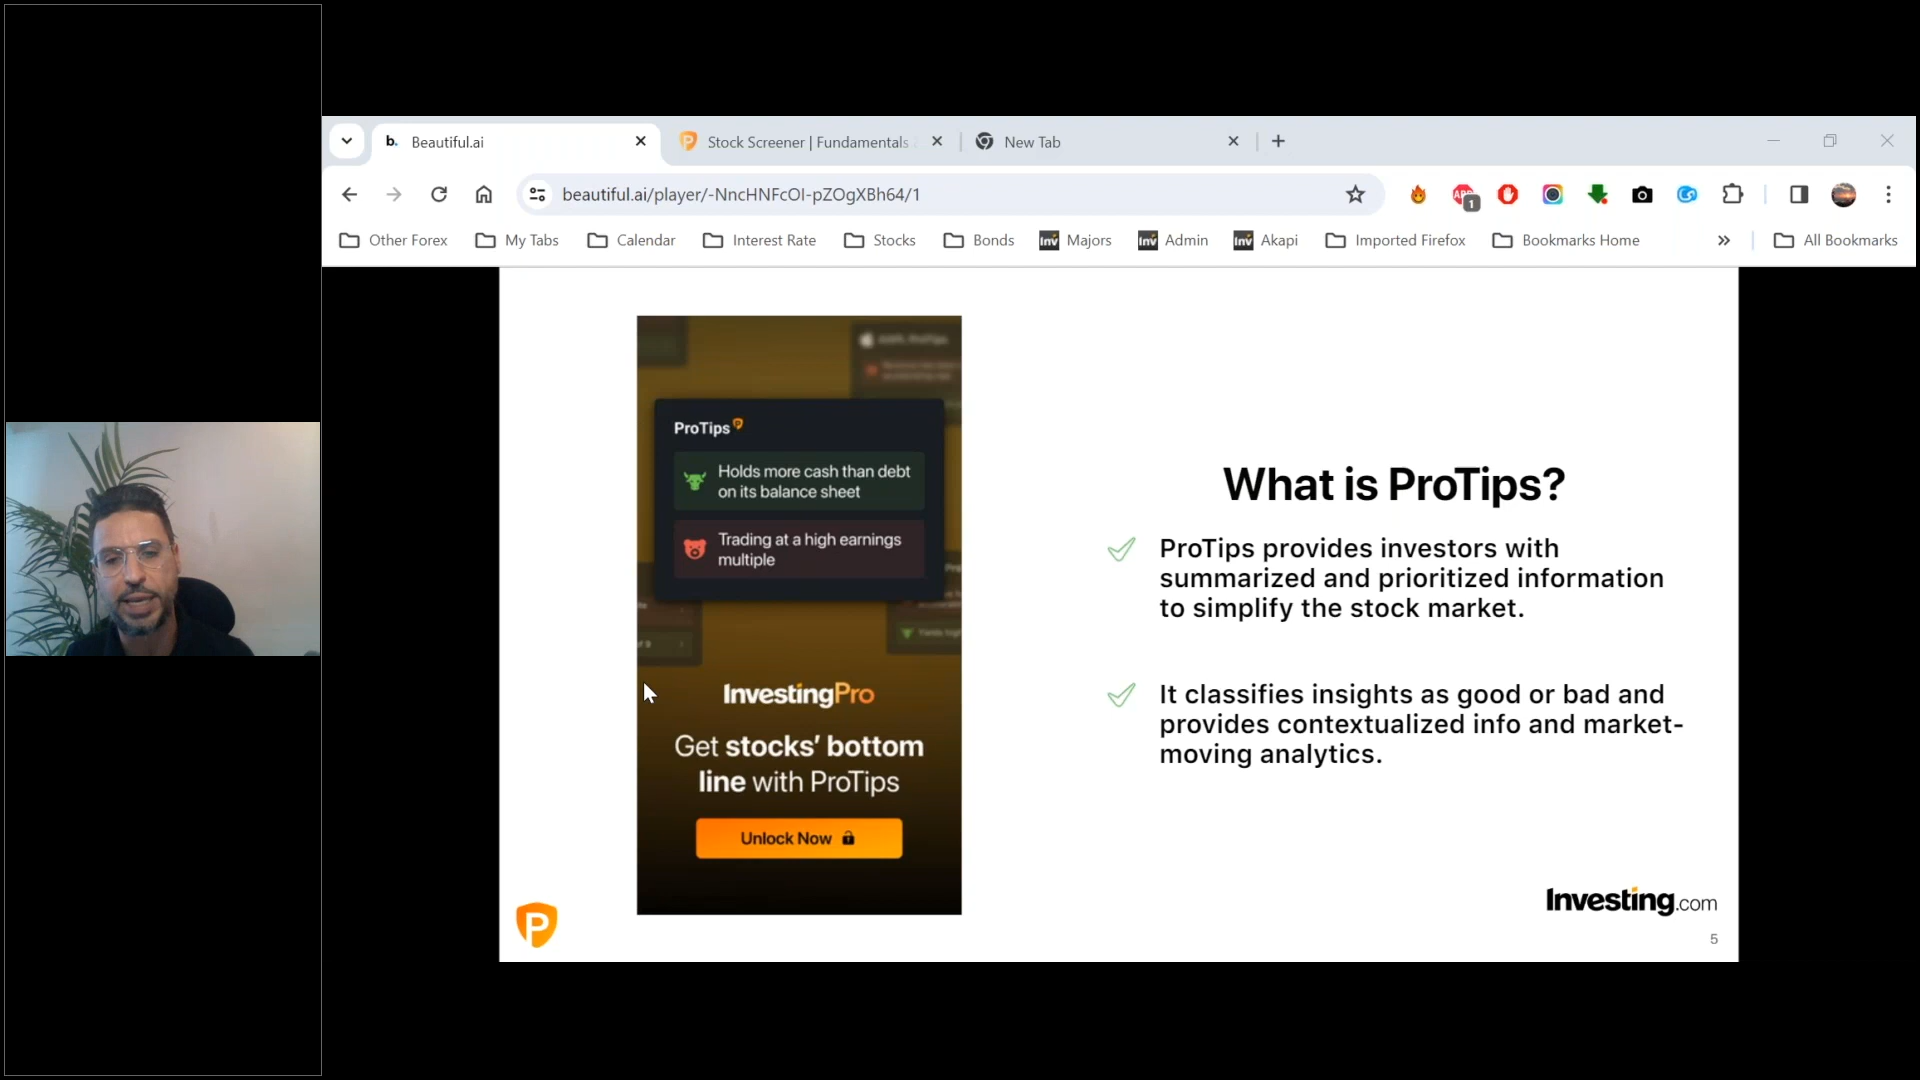 b. Beautiful.ai
Stock Screener | Fundamentals
New Tab
beautiful.ai/player/-NncHNFcOI-pZOgXBh64/1
1
Other Forex
My Tabs
Calendar
Interest Rate
Stocks
Bonds
Inv Majors
Inv Admin
Inv Akapi
Imported Firefox
Bookmarks Home
All Bookmarks
ProTips
Holds more cash than debt
on its balance sheet
Trading at a high earnings
multiple
InvestingPro
Get stocks’ bottom
line with ProTips
Unlock Now
What is ProTips?
ProTips provides investors with
summarized and prioritized information
to simplify the stock market.
It classifies insights as good or bad and
provides contextualized info and market-
moving analytics.
P
Investing.com
5